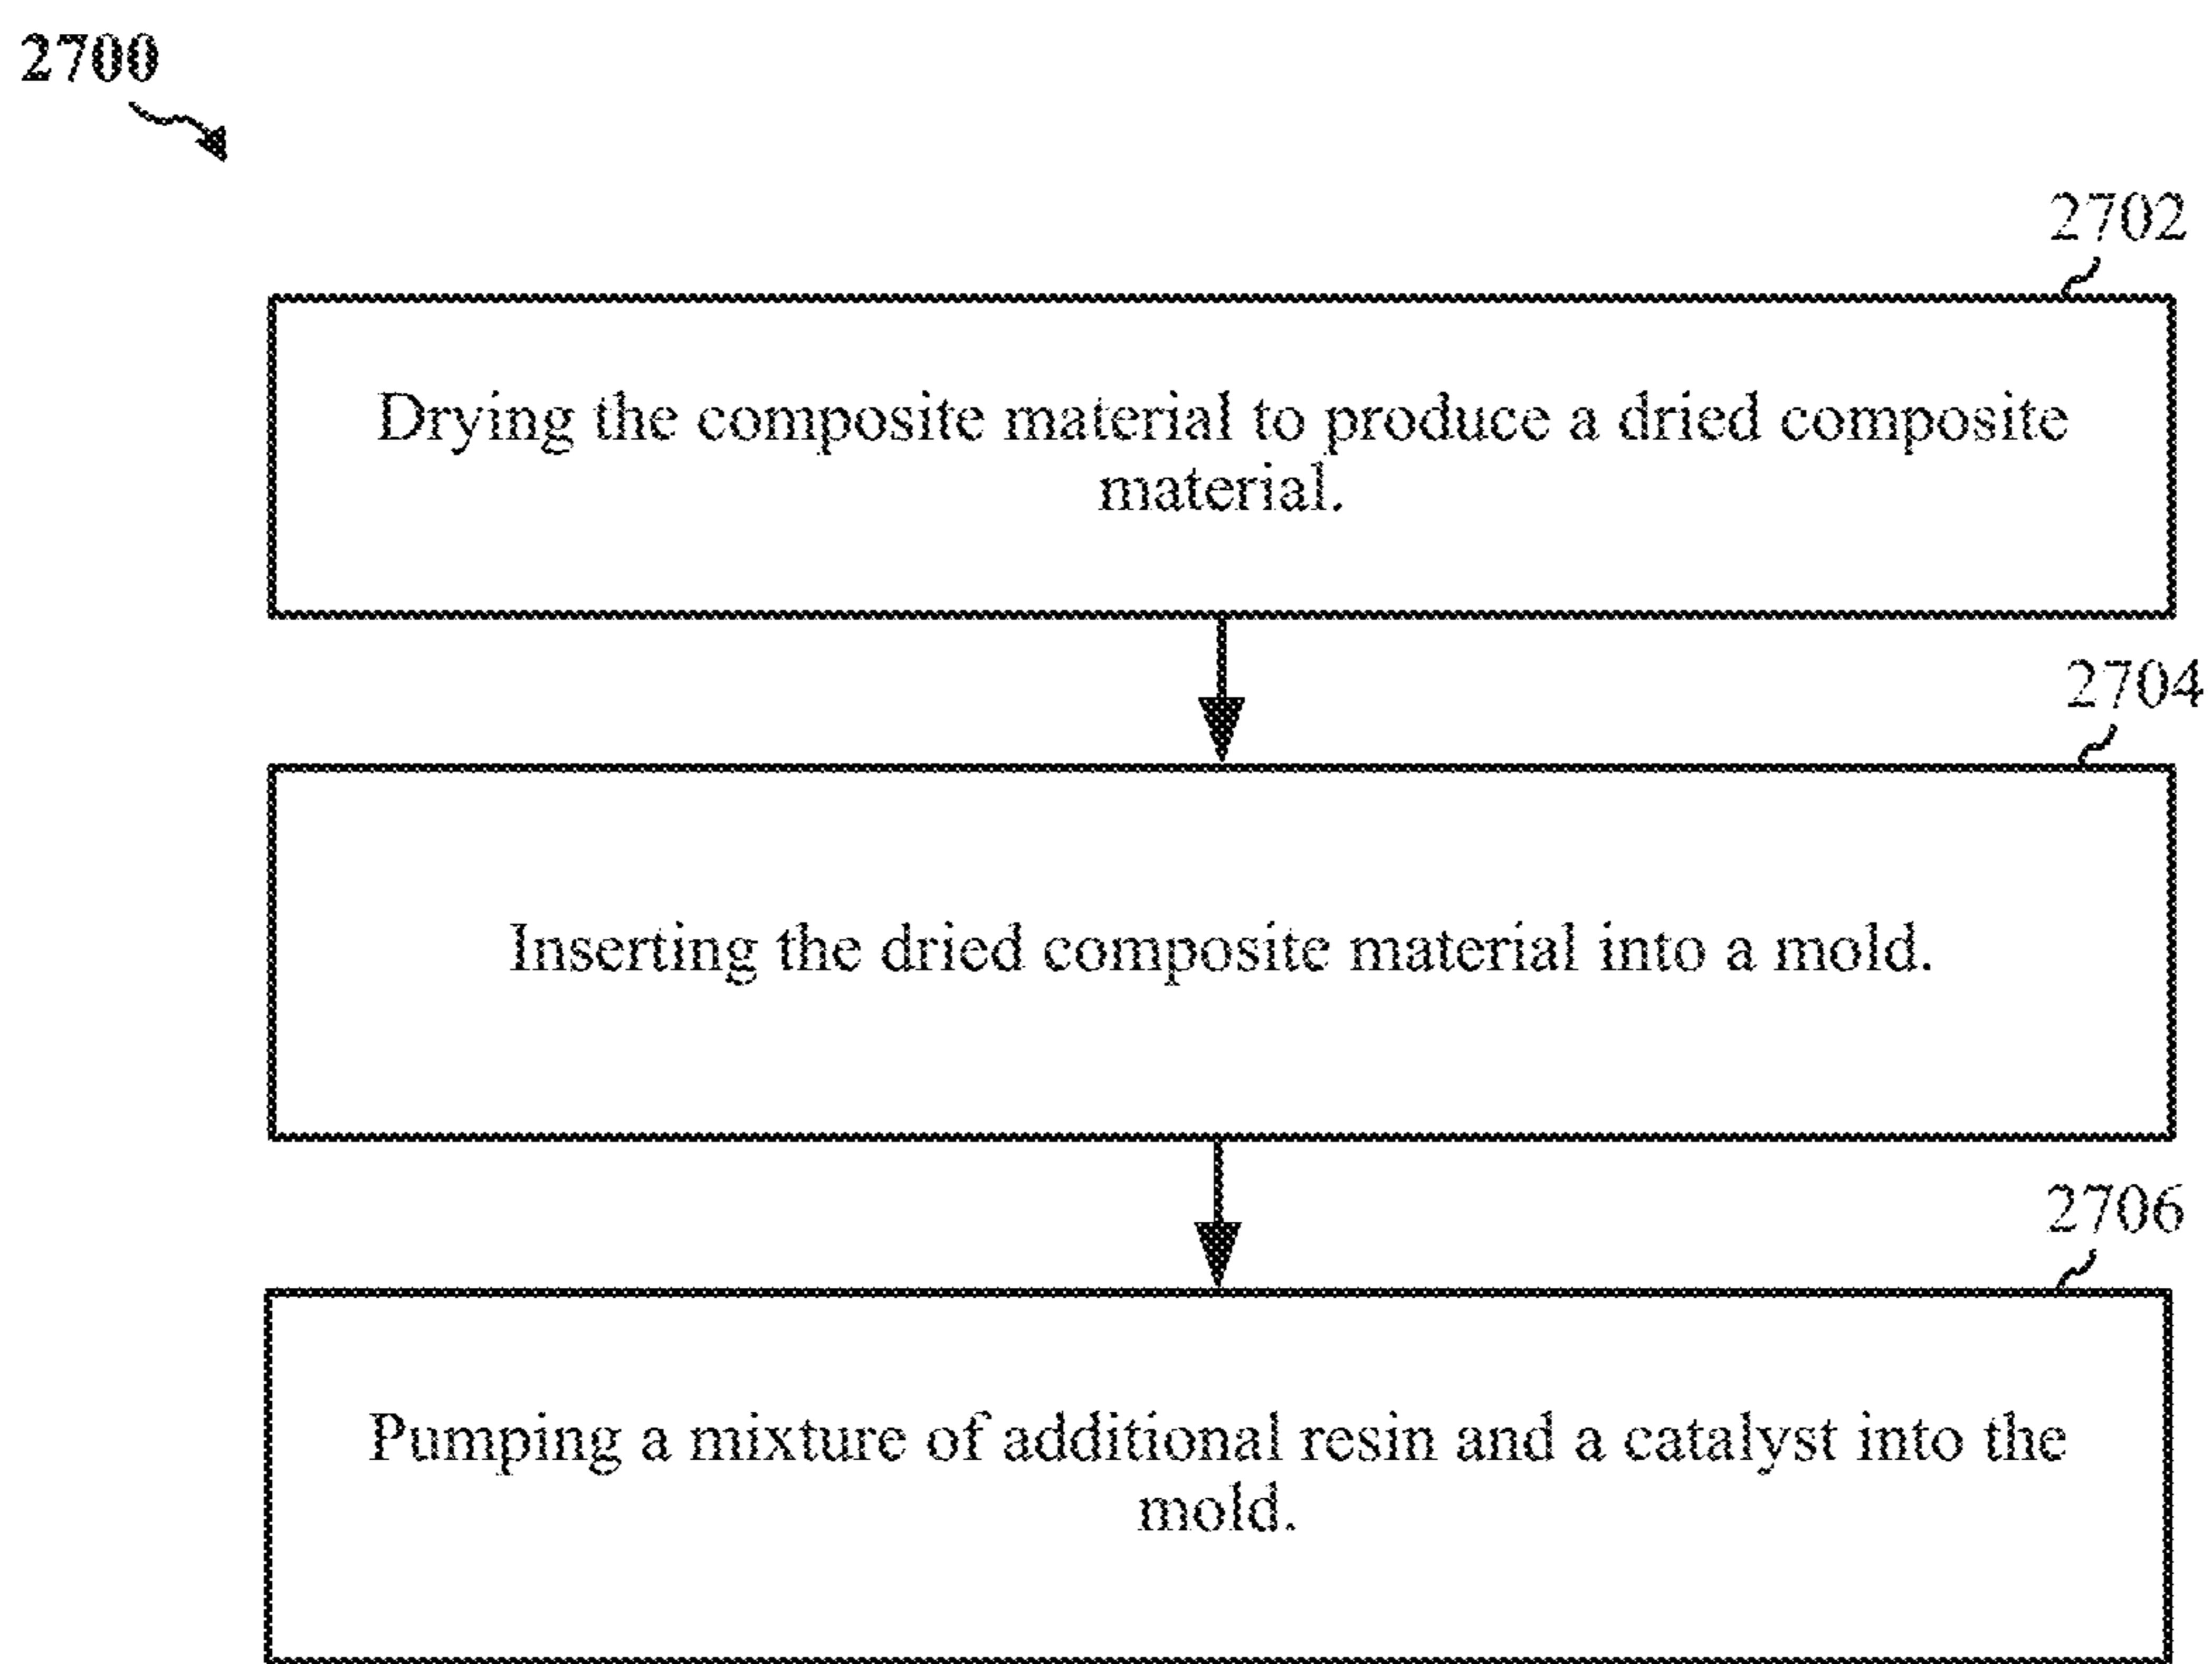 2700
2702
Drying the composite material to produce a dried composite
material.
2704
Inserting the dried composite material into a mold.
2706
Pumping a mixture of additional resin and a catalyst into the
mold.